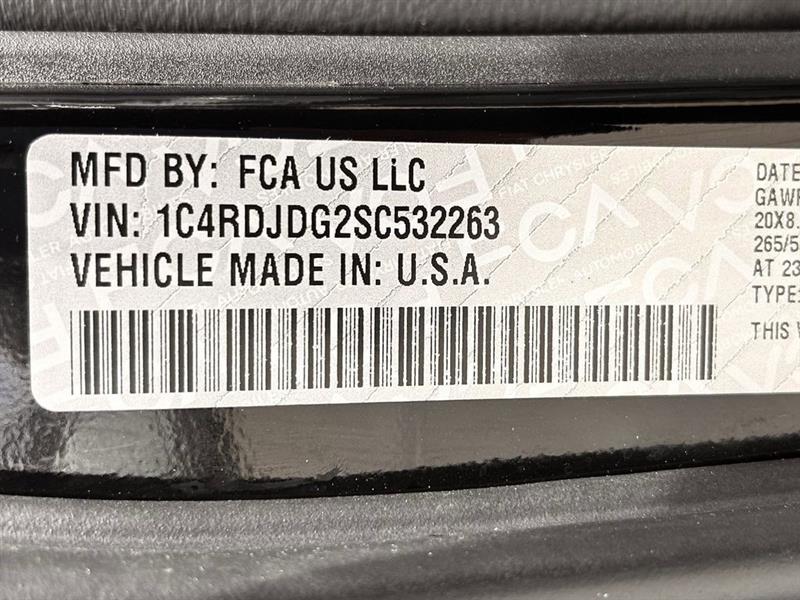 MFD BY: FCA US LLC
VIN: 1C4RDJDG2SC532263
VEHICLE MADE IN: U.S.A.
DATE
GAWR
20X8.
265/5
AT 23
TYPE:
THIS V